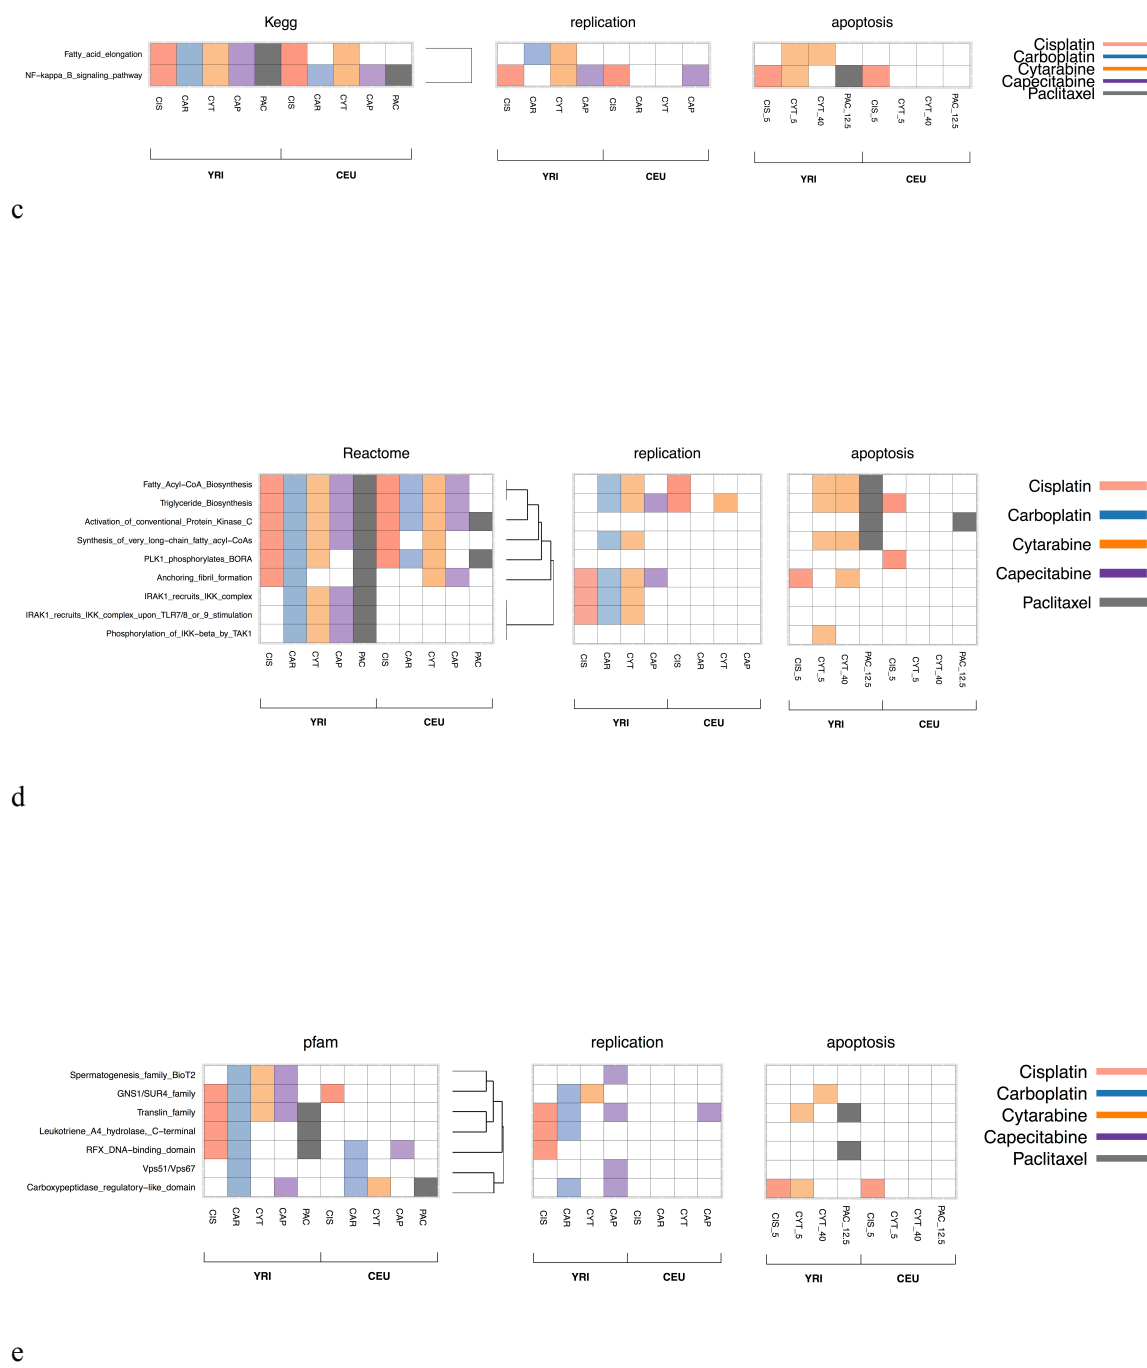 Kegg replication apoptosis
Fatty_acid_elongation
NF-kappa_B_signaling_pathway
Cisplatin
Carboplatin
Cytarabine
Capecitabine
Paclitaxel
CIS CAR CYT CAP PAC CIS CAR CYT CAP PAC CIS CAR CYT CAP CIS CAR CYT CAP CIS_5 CYT_5 CYT_40 PAC_12.5 CIS_5 CYT_5 CYT_40 PAC_12.5
YRI CEU YRI CEU YRI CEU
c
Reactome replication apoptosis
Fatty_Acyl-CoA_Biosynthesis
Triglyceride_Biosynthesis
Activation_of_conventional_Protein_Kinase_C
Synthesis_of_very_long-chain_fatty_acyl-CoAs
PLK1_phosphorylates_BORA
Anchoring_fibril_formation
IRAK1_recruits_IKK_complex
IRAK1_recruits_IKK_complex_upon_TLR7/8_or_9_stimulation
Phosphorylation_of_IKK-beta_by_TAK1
Cisplatin
Carboplatin
Cytarabine
Capecitabine
Paclitaxel
CIS CAR CYT CAP PAC CIS CAR CYT CAP PAC CIS CAR CYT CAP CIS CAR CYT CAP CIS_5 CYT_5 CYT_40 PAC_12.5 CIS_5 CYT_5 CYT_40 PAC_12.5
YRI CEU YRI CEU YRI CEU
d
pfam replication apoptosis
Spermatogenesis_family_BioT2
GNS1/SUR4_family
Translin_family
Leukotriene_A4_hydrolase,_C-terminal
RFX_DNA-binding_domain
Vps51/Vps67
Carboxypeptidase_regulatory-like_domain
Cisplatin
Carboplatin
Cytarabine
Capecitabine
Paclitaxel
CIS CAR CYT CAP PAC CIS CAR CYT CAP PAC CIS CAR CYT CAP CIS CAR CYT CAP CIS_5 CYT_5 CYT_40 PAC_12.5 CIS_5 CYT_5 CYT_40 PAC_12.5
YRI CEU YRI CEU YRI CEU
e